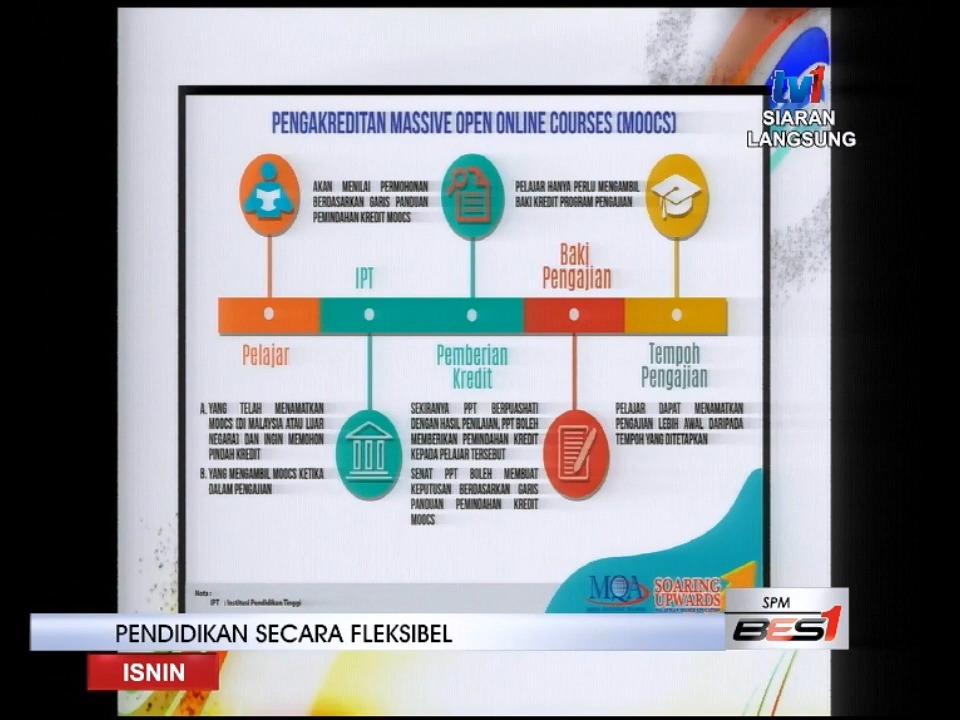 tv1
SIARAN
LANGSUNG
PENGAKREDITAN MASSIVE OPEN ONLINE COURSES (MOOCS)
AKAN MENILAI PERMOHONAN
BERDASARKAN GARIS PANDUAN
PEMINDAHAN KREDIT MOOCS
PELAJAR HANYA PERLU MENGAMBIL
BAKI KREDIT PROGRAM PENGAJIAN
IPT
Baki
Pengajian
Pelajar
Pemberian
Kredit
Tempoh
Pengajian
A. YANG TELAH MENAMATKAN
MOOCS (DI MALAYSIA ATAU LUAR
NEGARA) DAN INGIN MEMOHON
PINDAH KREDIT
B. YANG MENGAMBIL MOOCS KETIKA
DALAM PENGAJIAN
SEKIRANYA PPT BERPUASHATI
DENGAN HASIL PENILAIAN, PPT BOLEH
MEMBERIKAN PEMINDAHAN KREDIT
KEPADA PELAJAR TERSEBUT
SENAT PPT BOLEH MEMBUAT
KEPUTUSAN BERDASARKAN GARIS
PANDUAN PEMINDAHAN KREDIT
MOOCS
PELAJAR DAPAT MENAMATKAN
PENGAJIAN LEBIH AWAL DARIPADA
TEMPOH YANG DITETAPKAN
Nota :
IPT : Institusi Pendidikan Tinggi
MQA
SOARING
UPWARDS
PENDIDIKAN SECARA FLEKSIBEL
SPM
BES1
ISNIN